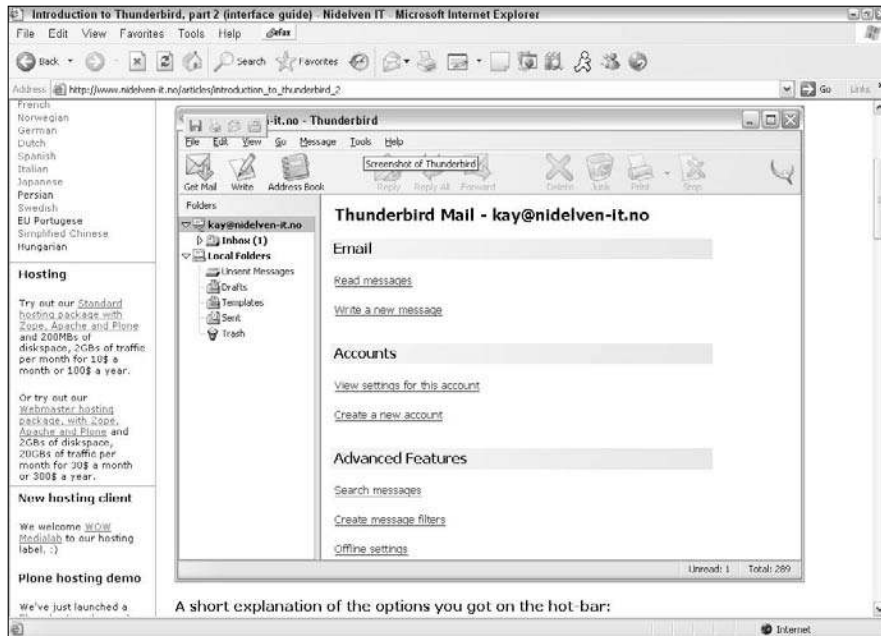 Introduction to Thunderbird, part 2 (interface guide) - Nidelven IT - Microsoft Internet Explorer
File Edit View Favorites Tools Help
Back Search Favorites
Address http://www.nidelven-it.no/articles/introduction_to_thunderbird_2 Go Links
French
Norwegian
German
Dutch
Spanish
Italian
Japanese
Persian
Swedish
EU Portuguese
Simplified Chinese
Hungarian
Hosting
Try out our Standard
hosting package with
Zope, Apache and Plone
and 200MBs of
diskspace, 2GBs of traffic
per month for 10$ a
month or 100$ a year.
Or try out our
Webmaster hosting
package, with Zope,
Apache and Plone and
2GBs of diskspace,
20GBs of traffic per
month for 30$ a month
or 300$ a year.
New hosting client
We welcome WOW
Medialab to our hosting
label. :)
Plone hosting demo
We've just launched a
i-it.no - Thunderbird
File Edit View Go Message Tools Help
Screenshot of Thunderbird
Get Mail Write Address Book Reply Reply All Forward Delete Junk Print Stop
Folders
kay@nidelven-it.no
Inbox (1)
Local Folders
Unsent Messages
Drafts
Templates
Sent
Trash
Thunderbird Mail - kay@nidelven-it.no
Email
Read messages
Write a new message
Accounts
View settings for this account
Create a new account
Advanced Features
Search messages
Create message filters
Offline settings
Unread: 1 Total: 289
A short explanation of the options you got on the hot-bar:
Internet